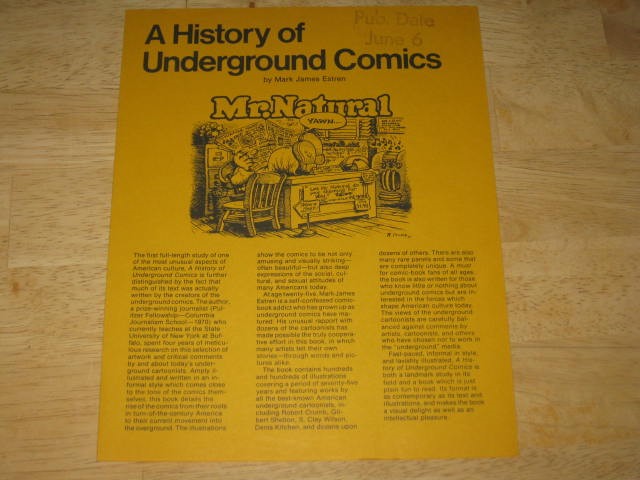 Pub. Date
June 6
A History of
Underground Comics
by Mark James Estren
Mr. Natural
YAWN...
R. Crumb
The first full-length study of one
of the most unusual aspects of
American culture, A History of
Underground Comics is further
distinguished by the fact that
much of its text was actually
written by the creators of the
underground comics. The author,
a prize-winning journalist (Pul-
itzer Fellowship—Columbia
Journalism School—1970) who
currently teaches at the State
University of New York at Buf-
falo, spent four years of meticu-
lous research on this selection of
artwork and critical comments
by and about today's under-
ground cartoonists. Amply il-
lustrated and written in an in-
formal style which comes close
to the tone of the comics them-
selves, this book details the
rise of the comics from their roots
in turn-of-the-century America
to their current movement into
the overground. The illustrations
show the comics to be not only
amusing and visually striking—
often beautiful—but also deep
expressions of the social, cul-
tural, and sexual attitudes of
many Americans today.
At age twenty-five, Mark James
Estren is a self-confessed comic-
book addict who has grown up as
underground comics have ma-
tured. His unusual rapport with
dozens of the cartoonists has
made possible the truly coopera-
tive effort in this book, in which
many artists tell their own
stories—through words and pic-
tures alike.
The book contains hundreds
and hundreds of illustrations
covering a period of seventy-five
years and featuring works by
all the best-known American
underground cartoonists, in-
cluding Robert Crumb, Gil-
bert Shelton, S. Clay Wilson,
Denis Kitchen, and dozens upon
dozens of others. There are also
many rare panels and some that
are completely unique. A must
for comic-book fans of all ages,
the book is also written for those
who know little or nothing about
underground comics but are in-
terested in the forces which
shape American culture today.
The views of the underground
cartoonists are carefully bal-
anced against comments by
artists, cartoonists, and others
who have chosen not to work in
the "underground" media.
Fast-paced, informal in style,
and lavishly illustrated, A His-
tory of Underground Comics is
both a landmark study in its
field and a book which is just
plain fun to read. Its format is
as contemporary as its text and
illustrations, and makes the book
a visual delight as well as an
intellectual pleasure.